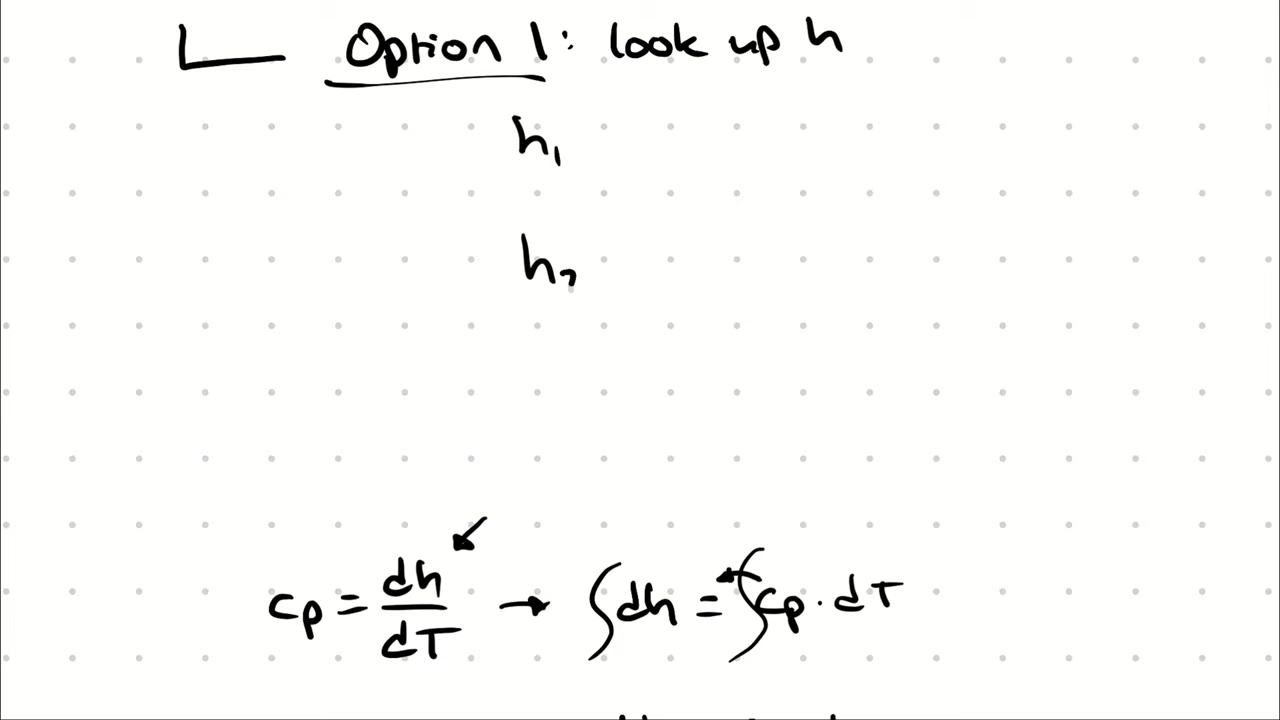 Option 1: look up h
h₁
h₂
cp = dh/dT → ∫dh = ∫cp · dT